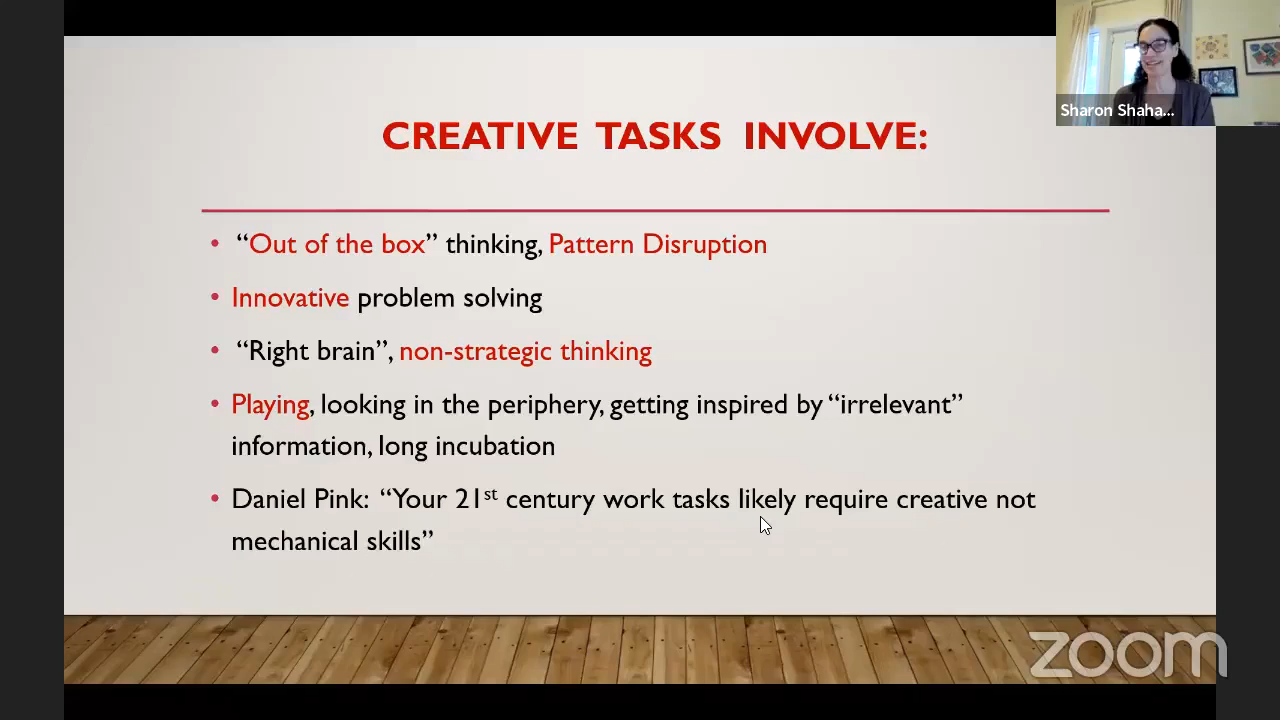 Sharon Shaha...
CREATIVE TASKS INVOLVE:
• “Out of the box” thinking, Pattern Disruption
• Innovative problem solving
• “Right brain”, non-strategic thinking
• Playing, looking in the periphery, getting inspired by “irrelevant”
information, long incubation
• Daniel Pink: “Your 21st century work tasks likely require creative not
mechanical skills”
zoom